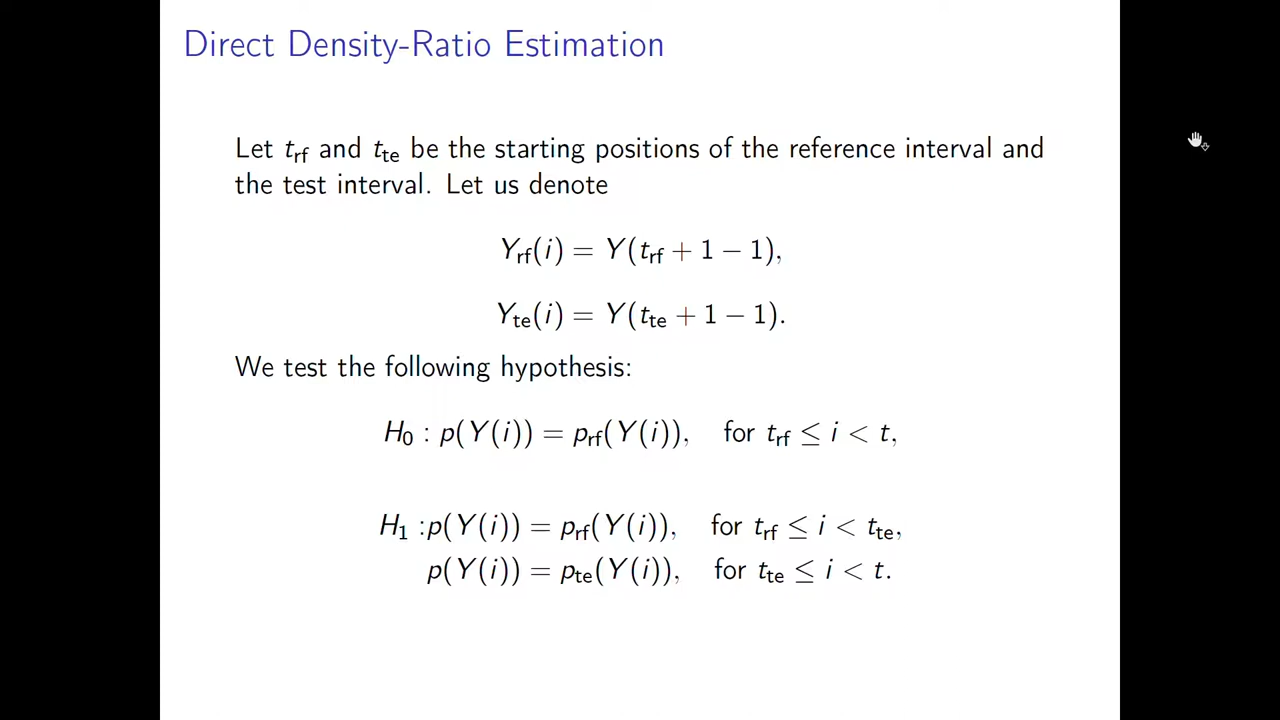 Direct Density-Ratio Estimation
Let t_rf and t_te be the starting positions of the reference interval and
the test interval. Let us denote
Y_rf(i) = Y(t_rf + 1 − 1),
Y_te(i) = Y(t_te + 1 − 1).
We test the following hypothesis:
H_0 : p(Y(i)) = p_rf(Y(i)), for t_rf ≤ i < t,
H_1 :p(Y(i)) = p_rf(Y(i)), for t_rf ≤ i < t_te,
p(Y(i)) = p_te(Y(i)), for t_te ≤ i < t.